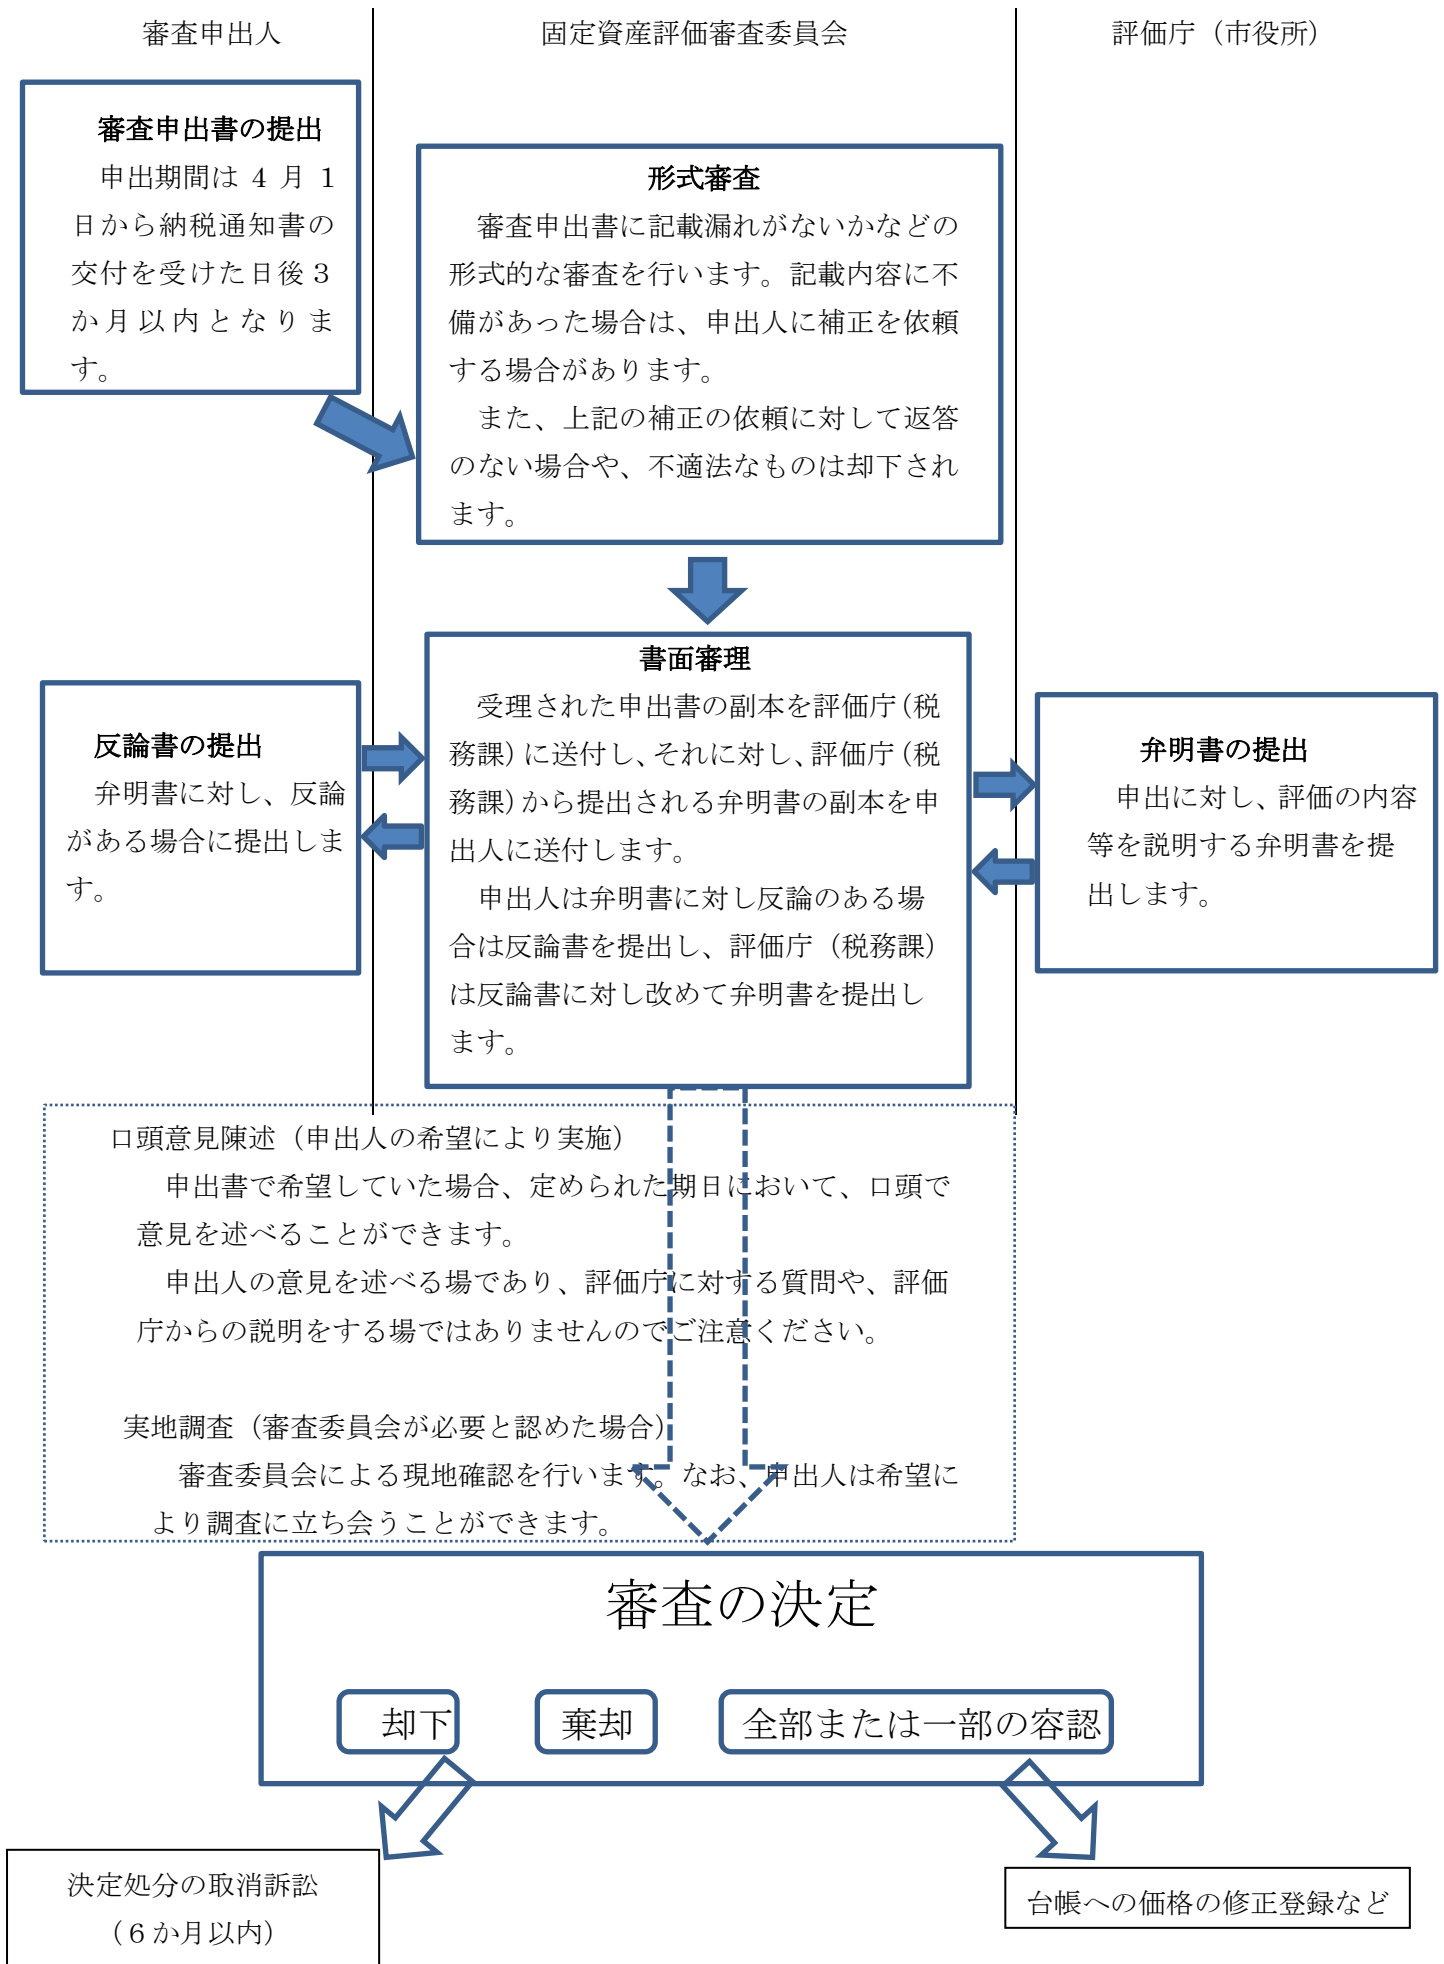 審査申出人
固定資産評価審査委員会
評価庁（市役所）
審査申出書の提出
申出期間は 4 月 1
日から納税通知書の
交付を受けた日後３
か月以内となりま
す。
形式審査
審査申出書に記載漏れがないかなどの
形式的な審査を行います。記載内容に不
備があった場合は、申出人に補正を依頼
する場合があります。
また、上記の補正の依頼に対して返答
のない場合や、不適法なものは却下され
ます。
書面審理
受理された申出書の副本を評価庁（税
務課）に送付し、それに対し、評価庁（税
務課）から提出される弁明書の副本を申
出人に送付します。
申出人は弁明書に対し反論のある場
合は反論書を提出し、評価庁（税務課）
は反論書に対し改めて弁明書を提出し
ます。
反論書の提出
弁明書に対し、反論
がある場合に提出しま
す。
弁明書の提出
申出に対し、評価の内容
等を説明する弁明書を提
出します。
口頭意見陳述（申出人の希望により実施）
申出書で希望していた場合、定められた期日において、口頭で
意見を述べることができます。
申出人の意見を述べる場であり、評価庁に対する質問や、評価
庁からの説明をする場ではありませんのでご注意ください。
実地調査（審査委員会が必要と認めた場合）
審査委員会による現地確認を行います。なお、申出人は希望に
より調査に立ち会うことができます。
審査の決定
却下
棄却
全部または一部の容認
決定処分の取消訴訟
（６か月以内）
台帳への価格の修正登録など